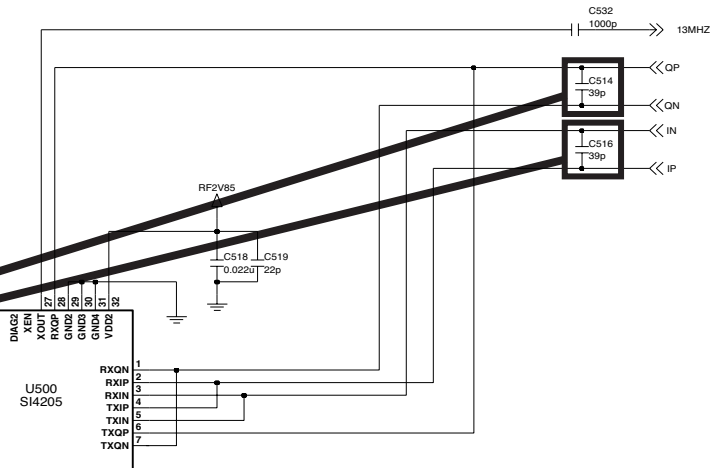 C532
1000p
13MHZ
QP
C514
39p
QN
IN
C516
39p
IP
RF2V85
C518
0.022u
C519
22p
27
28
29
30
31
32
DIAG2
XEN
XOUT
RXQP
GND2
GND3
GND4
VDD2
U500
SI4205
RXQN 1
RXIP 2
RXIN 3
TXIP 4
TXIN 5
TXQP 6
TXQN 7